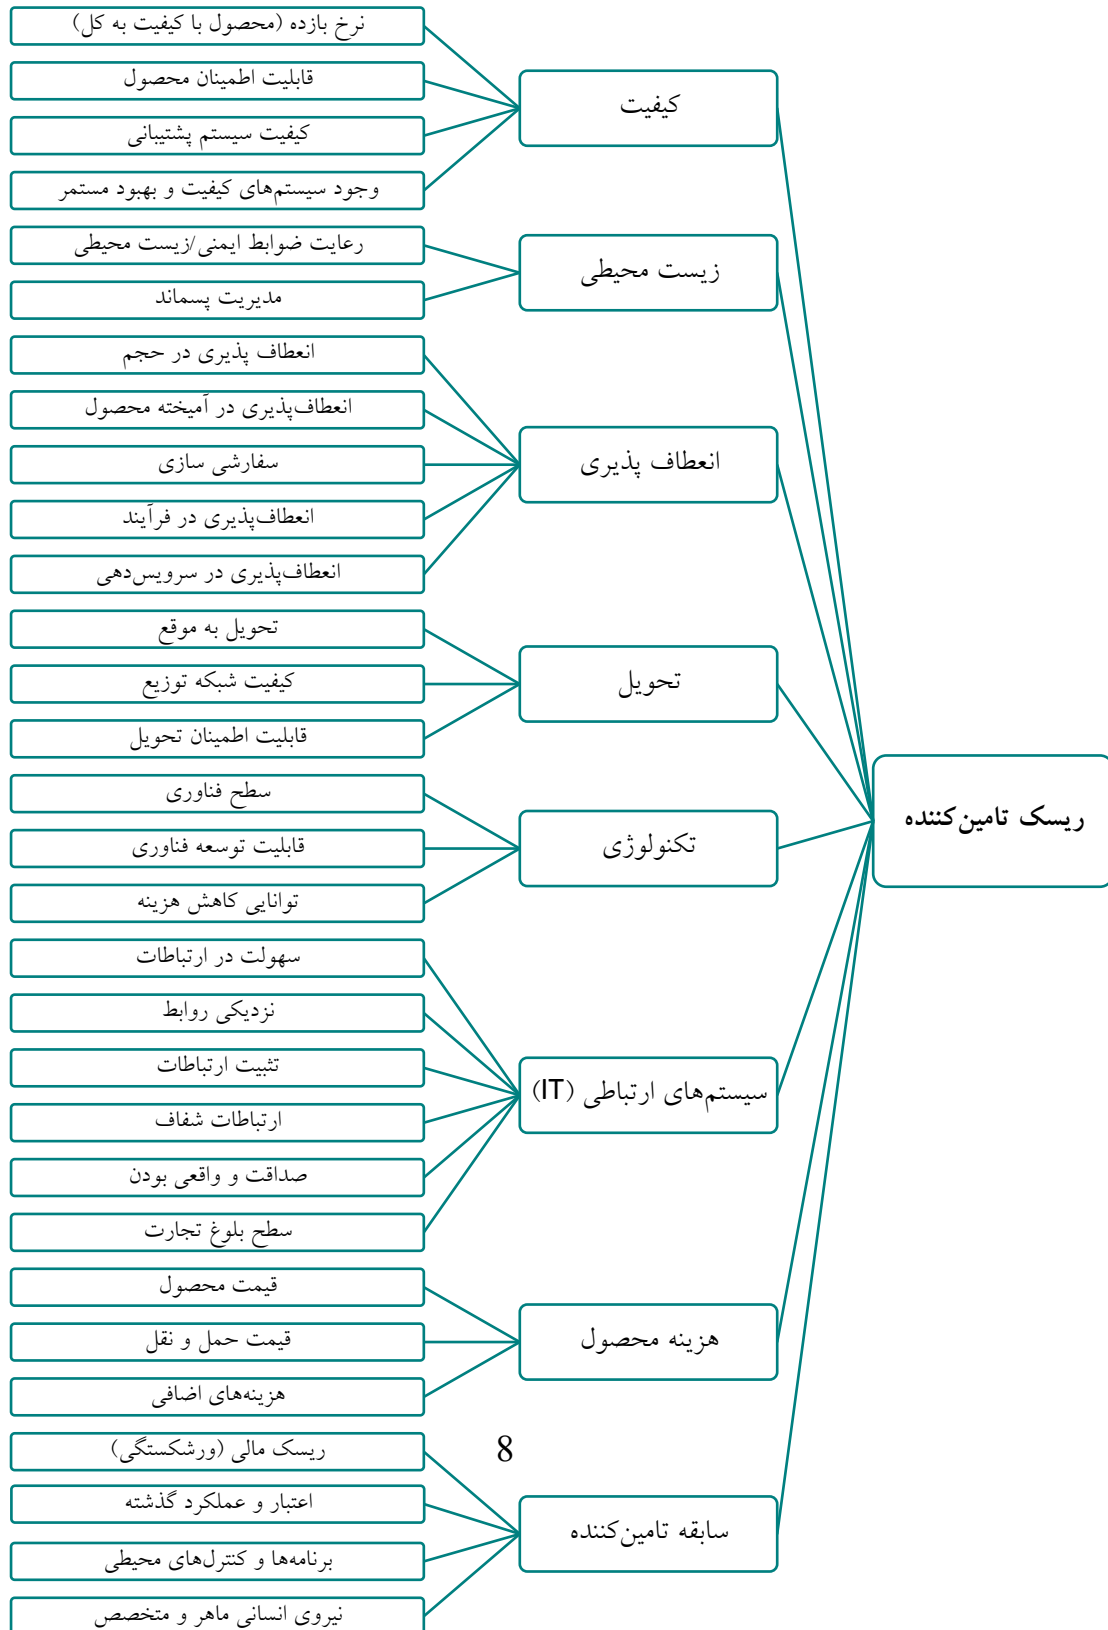 ریسک تامین‌کننده
کیفیت
نرخ بازده (محصول با کیفیت به کل)
قابلیت اطمینان محصول
کیفیت سیستم پشتیبانی
وجود سیستم‌های کیفیت و بهبود مستمر
زیست محیطی
رعایت ضوابط ایمنی/زیست محیطی
مدیریت پسماند
انعطاف پذیری
انعطاف پذیری در حجم
انعطاف‌پذیری در آمیخته محصول
سفارشی سازی
انعطاف‌پذیری در فرآیند
انعطاف‌پذیری در سرویس‌دهی
تحویل
تحویل به موقع
کیفیت شبکه توزیع
قابلیت اطمینان تحویل
تکنولوژی
سطح فناوری
قابلیت توسعه فناوری
توانایی کاهش هزینه
سیستم‌های ارتباطی (IT)
سهولت در ارتباطات
نزدیکی روابط
تثبیت ارتباطات
ارتباطات شفاف
صداقت و واقعی بودن
سطح بلوغ تجارت
هزینه محصول
قیمت محصول
قیمت حمل و نقل
هزینه‌های اضافی
سابقه تامین‌کننده
ریسک مالی (ورشکستگی)
اعتبار و عملکرد گذشته
برنامه‌ها و کنترل‌های محیطی
نیروی انسانی ماهر و متخصص
8